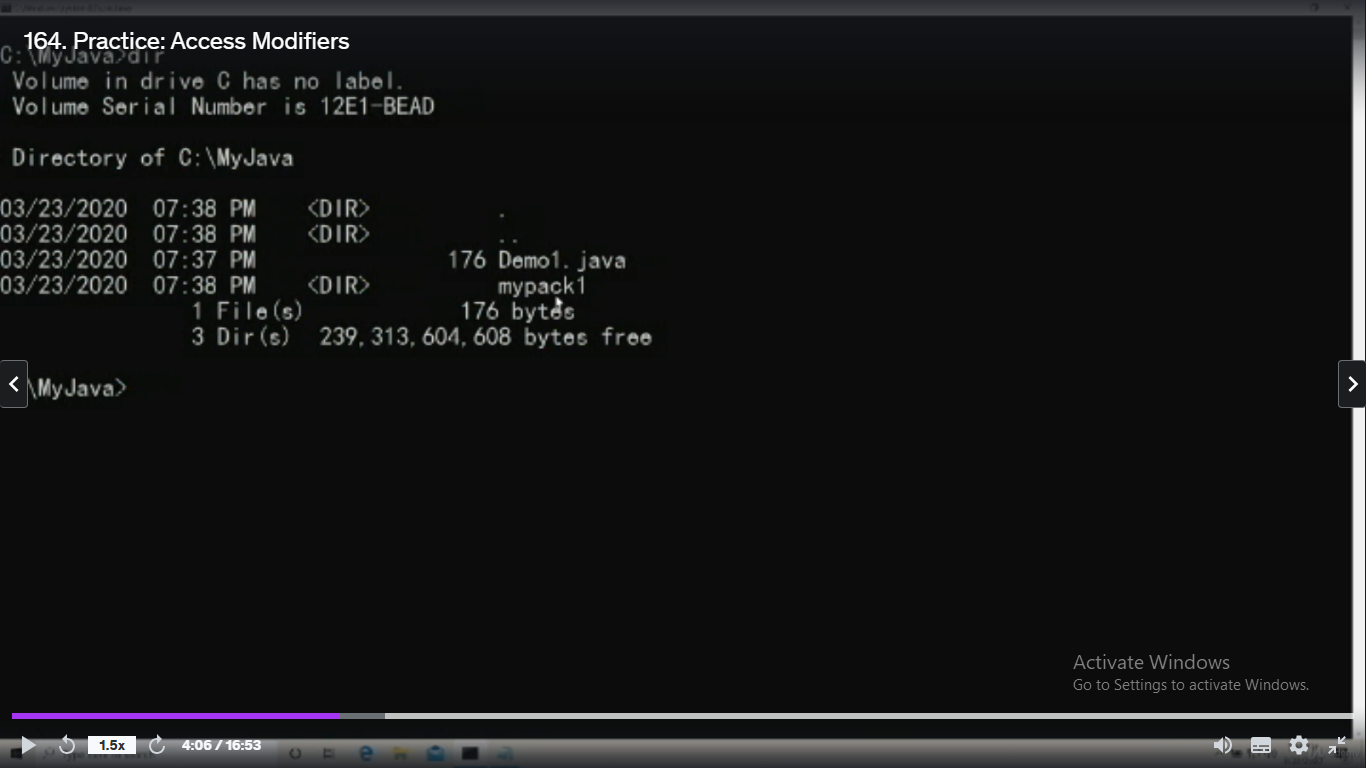 164. Practice: Access Modifiers
C:\MyJava>dir
Volume in drive C has no label.
Volume Serial Number is 12E1-BEAD
Directory of C:\MyJava
03/23/2020 07:38 PM <DIR> .
03/23/2020 07:38 PM <DIR> ..
03/23/2020 07:37 PM 176 Demo1.java
03/23/2020 07:38 PM <DIR> mypack1
1 File(s) 176 bytes
3 Dir(s) 239,313,604,608 bytes free
\MyJava>
Activate Windows
Go to Settings to activate Windows.
1.5x 4:06 / 16:53